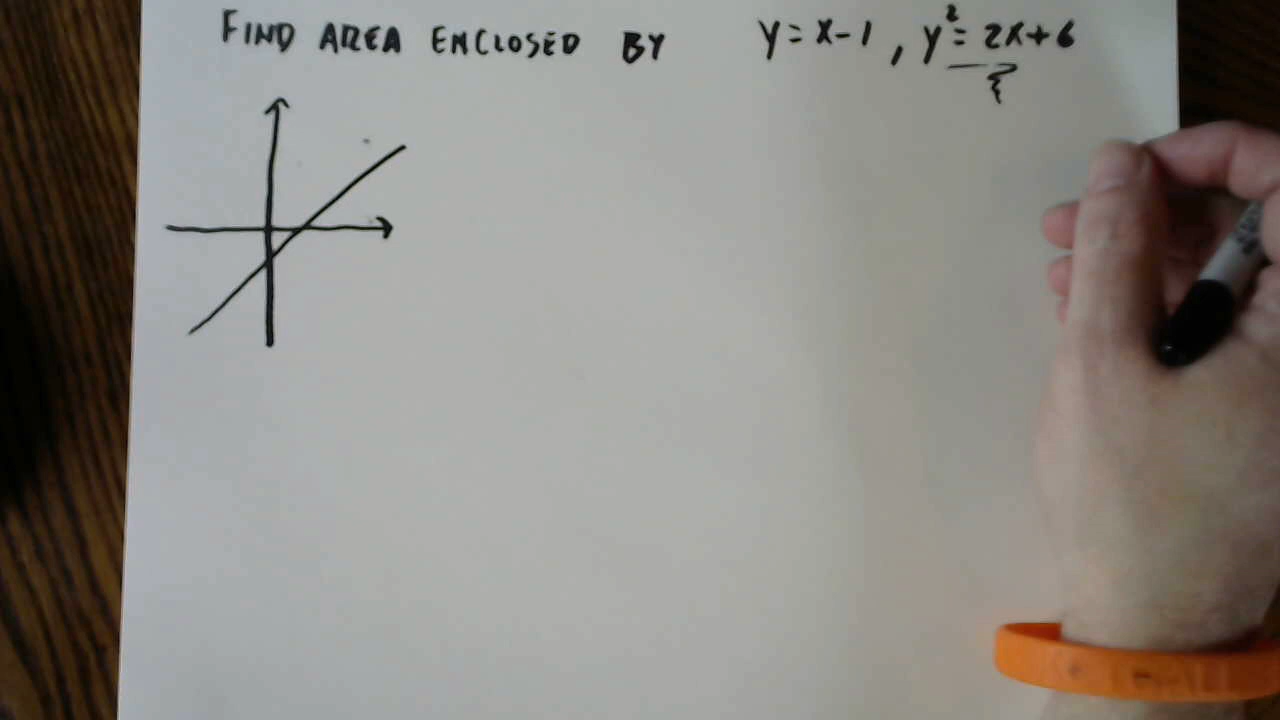 FIND AREA ENCLOSED BY y = x-1 , y² = 2x+6